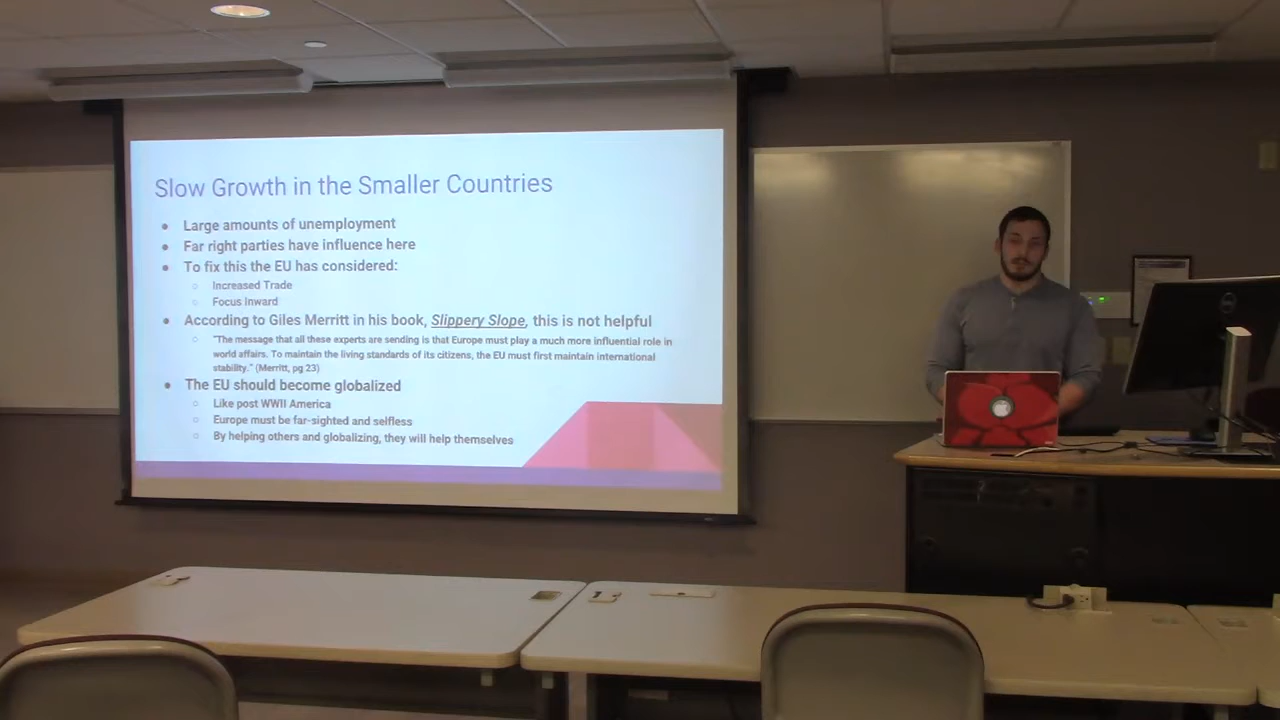 Slow Growth in the Smaller Countries
● Large amounts of unemployment
● Far right parties have influence here
● To fix this the EU has considered:
○ Increased Trade
○ Focus Inward
● According to Giles Merritt in his book, Slippery Slope, this is not helpful
○ "The message that all these experts are sending is that Europe must play a much more influential role in
world affairs. To maintain the living standards of its citizens, the EU must first maintain international
stability." (Merritt, pg 23)
● The EU should become globalized
○ Like post WWII America
○ Europe must be far-sighted and selfless
○ By helping others and globalizing, they will help themselves